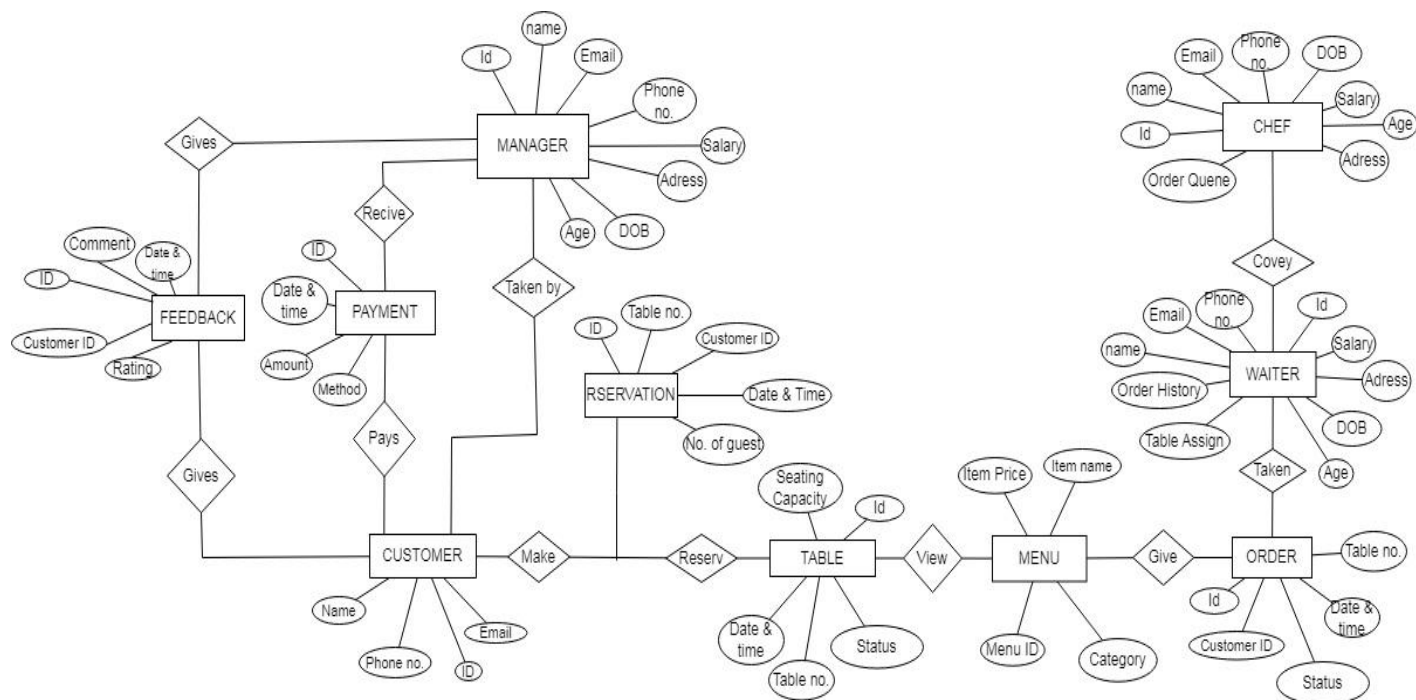 name
Id
Email
Phone
no.
MANAGER
Salary
Adress
DOB
Age
Gives
Recive
Taken by
Comment
Date &
time
ID
FEEDBACK
Customer ID
Rating
ID
Date &
time
PAYMENT
Amount
Method
Pays
Gives
Table no.
ID
Customer ID
RSERVATION
Date & Time
No. of guest
CUSTOMER
Name
Phone no.
ID
Email
Make
Reserv
Seating
Capacity
Id
TABLE
Date &
time
Table no.
Status
View
Item Price
Item name
MENU
Menu ID
Category
Give
Phone
no.
DOB
Email
name
Salary
Id
CHEF
Age
Order Quene
Adress
Covey
Phone
no.
Id
Email
Salary
name
WAITER
Adress
Order History
DOB
Table Assign
Age
Taken
ORDER
Table no.
Id
Date &
time
Customer ID
Status